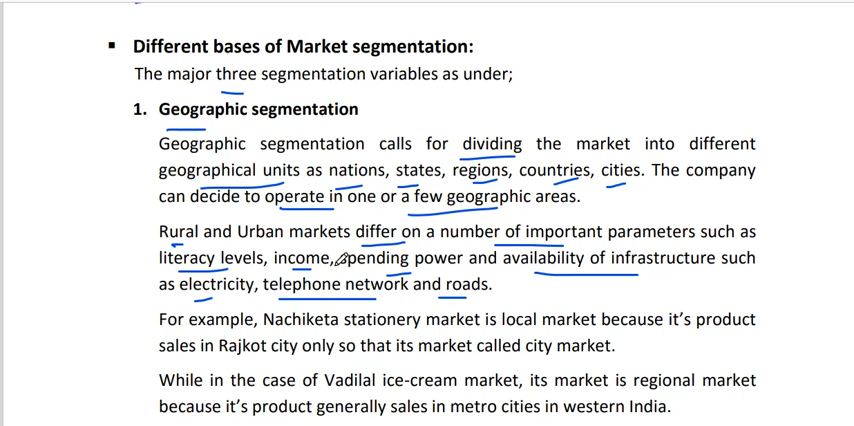 ▪ Different bases of Market segmentation:
The major three segmentation variables as under;
1. Geographic segmentation
Geographic segmentation calls for dividing the market into different
geographical units as nations, states, regions, countries, cities. The company
can decide to operate in one or a few geographic areas.
Rural and Urban markets differ on a number of important parameters such as
literacy levels, income, spending power and availability of infrastructure such
as electricity, telephone network and roads.
For example, Nachiketa stationery market is local market because it's product
sales in Rajkot city only so that its market called city market.
While in the case of Vadilal ice-cream market, its market is regional market
because it's product generally sales in metro cities in western India.